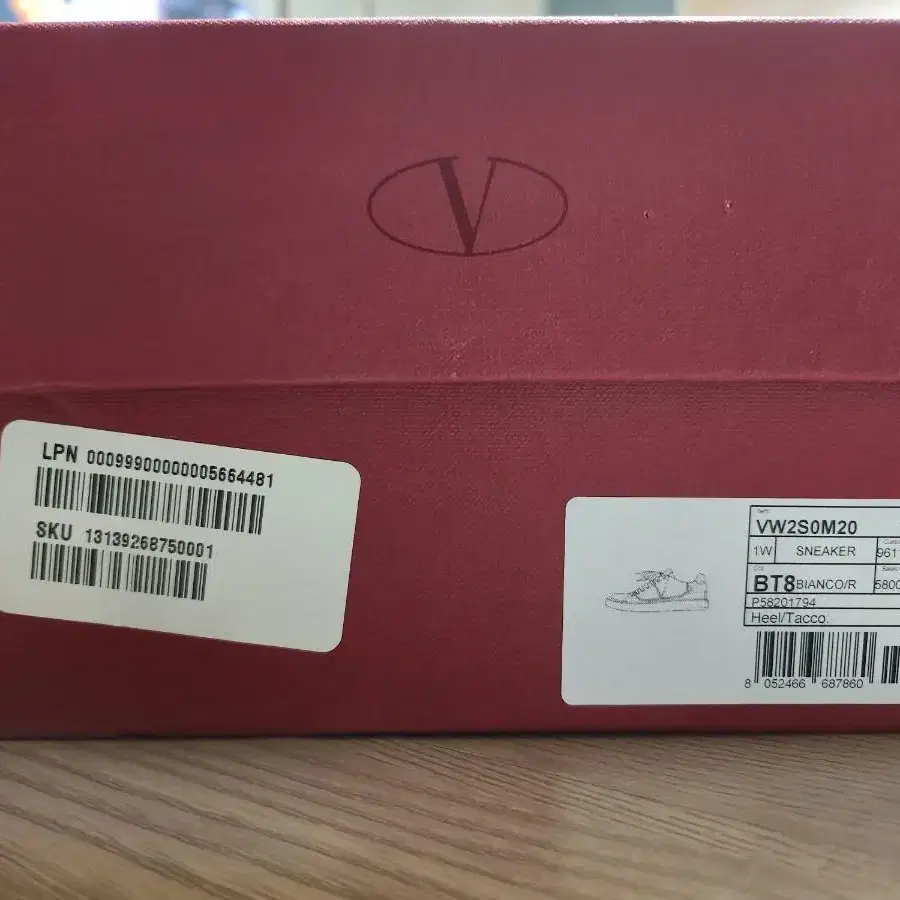 V
LPN 00099900000005664481
SKU 13139268750001
VW2S0M20
1W SNEAKER
BT8 BIANCO/R
P58201794
Heel/Tacco:
8 052466 687860